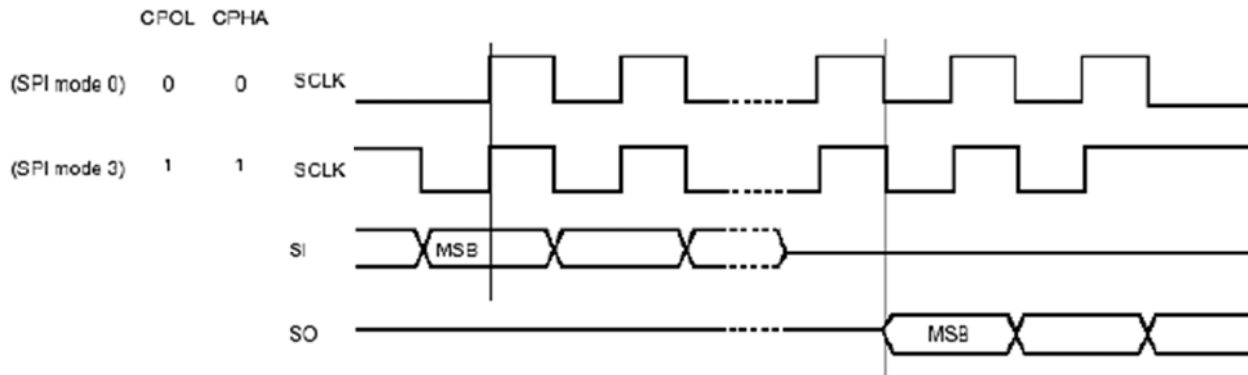 CPOL CPHA
(SPI mode 0) 0 0 SCLK
(SPI mode 3) 1 1 SCLK
SI MSB
SO MSB